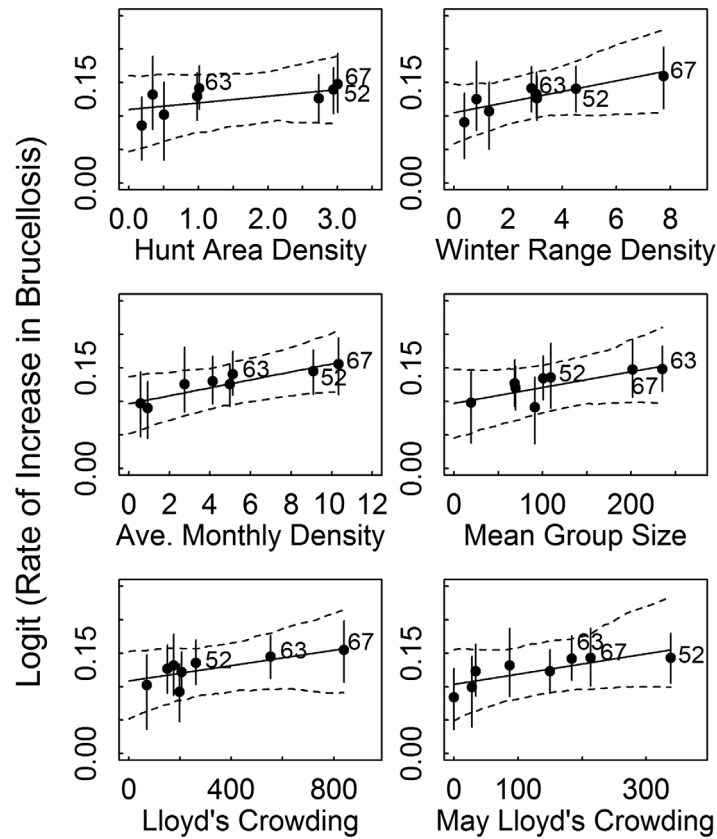 Logit (Rate of Increase in Brucellosis)
0.15
0.00
63
67
52
0.0 1.0 2.0 3.0
Hunt Area Density
0.15
0.00
63
52
67
0 2 4 6 8
Winter Range Density
0.15
0.00
63
52
67
0 2 4 6 8 10 12
Ave. Monthly Density
0.15
0.00
52
67
63
0 100 200
Mean Group Size
0.15
0.00
52
63
67
0 400 800
Lloyd's Crowding
0.15
0.00
63
67
52
0 100 300
May Lloyd's Crowding